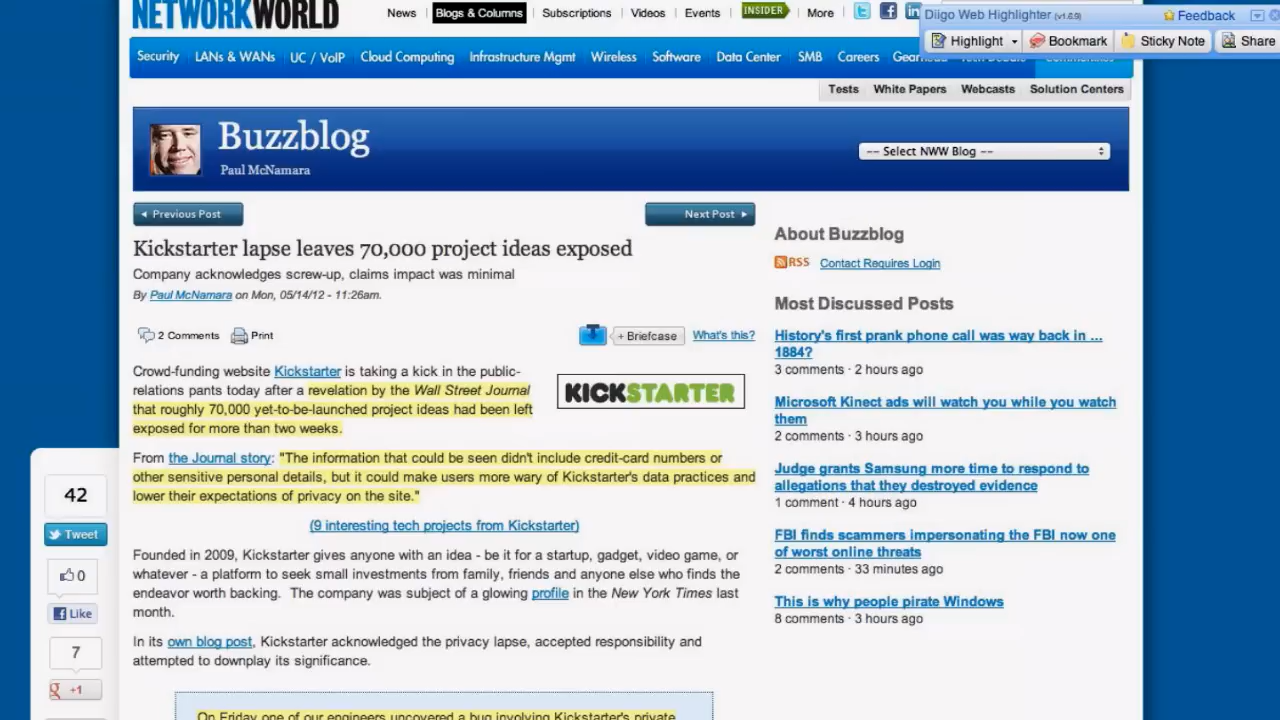 NETWORKWORLD
News Blogs & Columns Subscriptions Videos Events INSIDER More
Diigo Web Highlighter (v1.6.9) Feedback
Highlight Bookmark Sticky Note Share
Security LANs & WANs UC / VoIP Cloud Computing Infrastructure Mgmt Wireless Software Data Center SMB Careers
Tests White Papers Webcasts Solution Centers
Buzzblog
Paul McNamara
-- Select NWW Blog --
Previous Post
Next Post
Kickstarter lapse leaves 70,000 project ideas exposed
Company acknowledges screw-up, claims impact was minimal
By Paul McNamara on Mon, 05/14/12 - 11:26am.
2 Comments Print
+ Briefcase What's this?
Crowd-funding website Kickstarter is taking a kick in the public-
relations pants today after a revelation by the Wall Street Journal
that roughly 70,000 yet-to-be-launched project ideas had been left
exposed for more than two weeks.
KICKSTARTER
From the Journal story: "The information that could be seen didn't include credit-card numbers or
other sensitive personal details, but it could make users more wary of Kickstarter's data practices and
lower their expectations of privacy on the site."
(9 interesting tech projects from Kickstarter)
Founded in 2009, Kickstarter gives anyone with an idea - be it for a startup, gadget, video game, or
whatever - a platform to seek small investments from family, friends and anyone else who finds the
endeavor worth backing. The company was subject of a glowing profile in the New York Times last
month.
In its own blog post, Kickstarter acknowledged the privacy lapse, accepted responsibility and
attempted to downplay its significance.
On Friday one of our engineers uncovered a bug involving Kickstarter's private
About Buzzblog
RSS Contact Requires Login
Most Discussed Posts
History's first prank phone call was way back in ...
1884?
3 comments · 2 hours ago
Microsoft Kinect ads will watch you while you watch
them
2 comments · 3 hours ago
Judge grants Samsung more time to respond to
allegations that they destroyed evidence
1 comment · 4 hours ago
FBI finds scammers impersonating the FBI now one
of worst online threats
2 comments · 33 minutes ago
This is why people pirate Windows
8 comments · 3 hours ago
42
Tweet
0
Like
7
+1